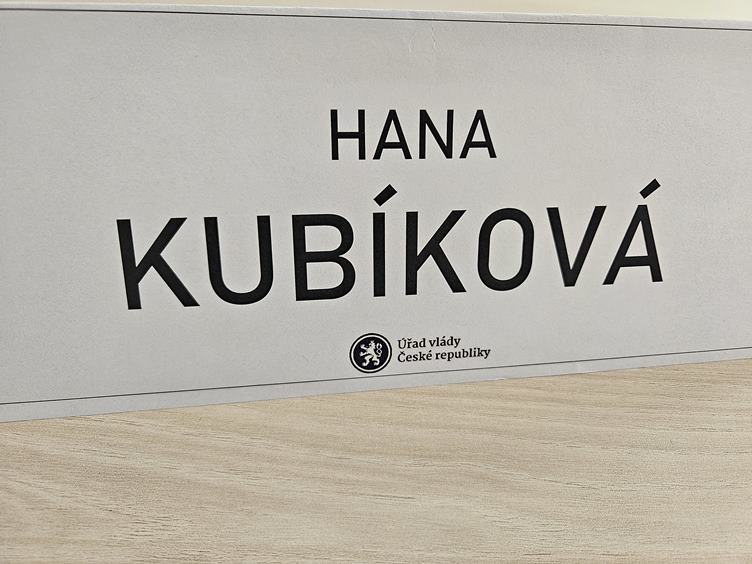 HANA
KUBÍKOVÁ
Úřad vlády
České republiky